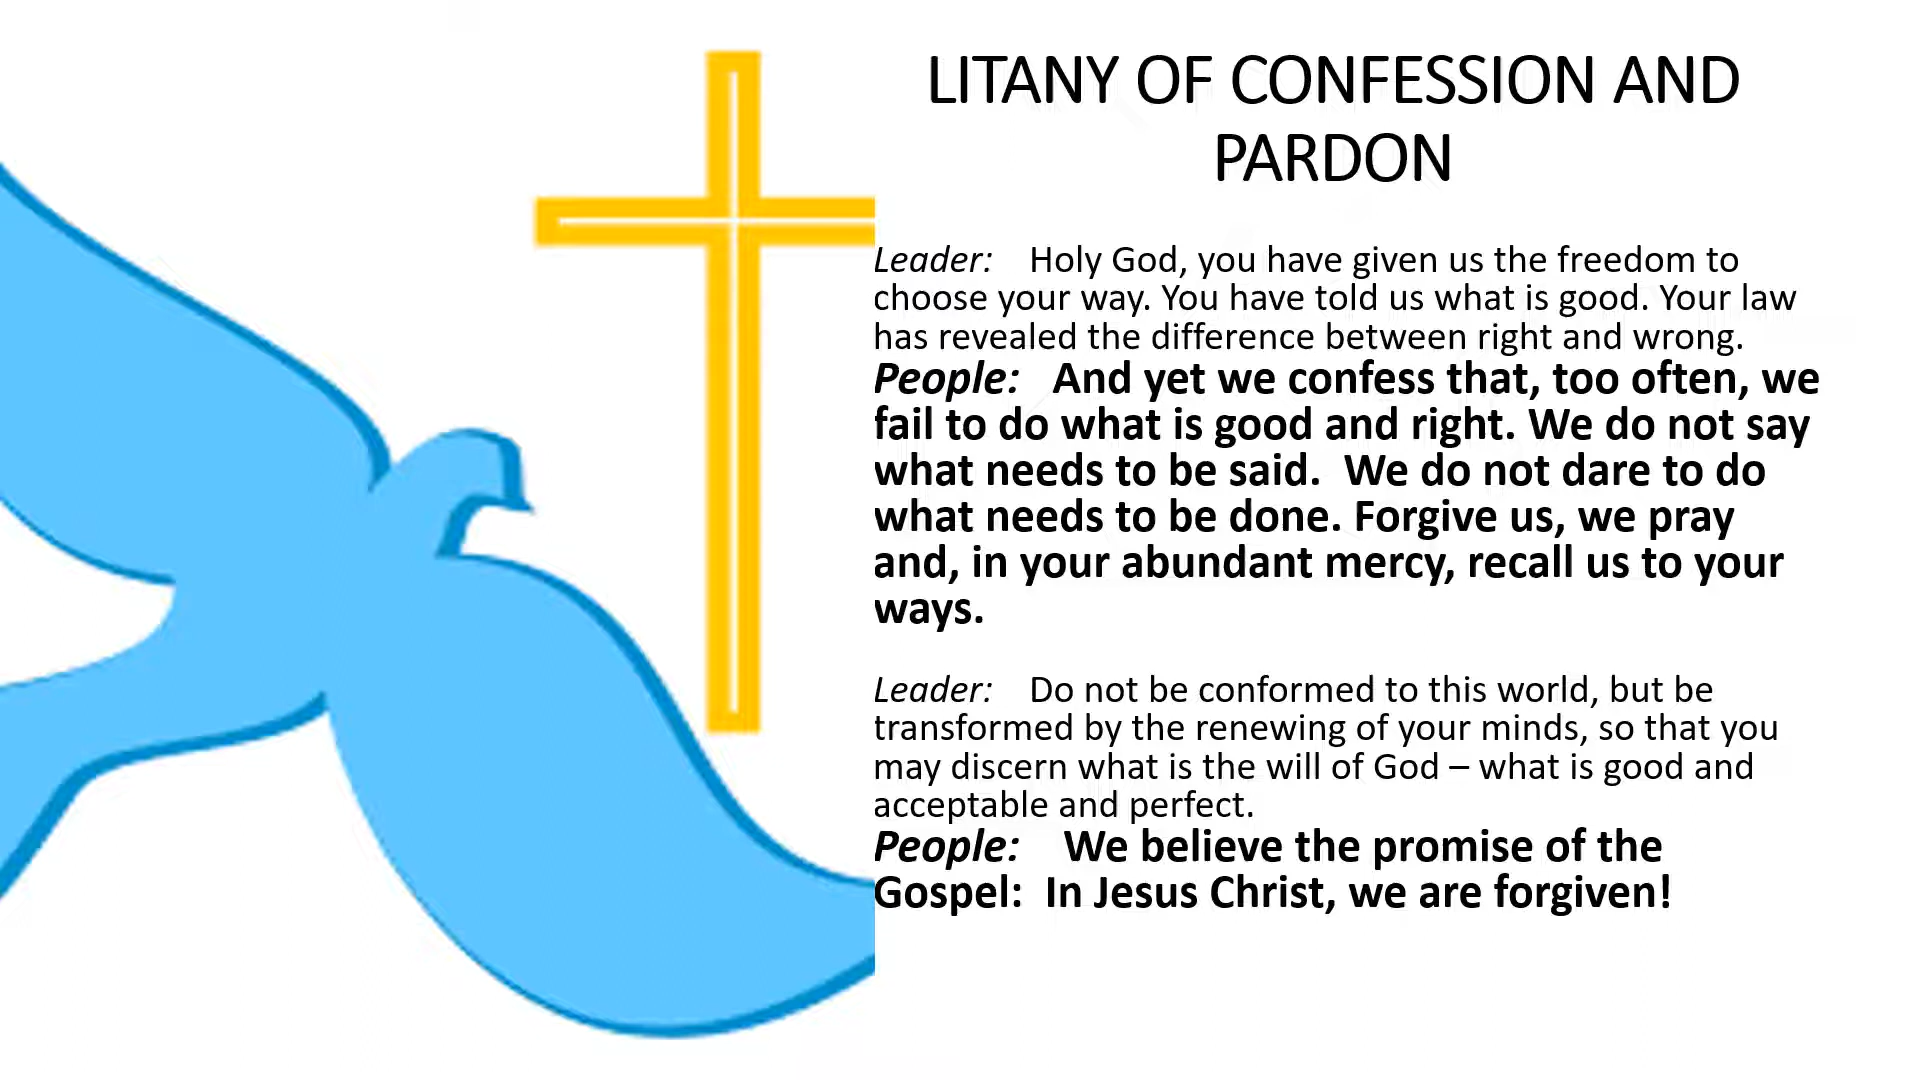 LITANY OF CONFESSION AND
PARDON
Leader:    Holy God, you have given us the freedom to
choose your way. You have told us what is good. Your law
has revealed the difference between right and wrong.
People:   And yet we confess that, too often, we
fail to do what is good and right. We do not say
what needs to be said.  We do not dare to do
what needs to be done. Forgive us, we pray
and, in your abundant mercy, recall us to your
ways.
Leader:    Do not be conformed to this world, but be
transformed by the renewing of your minds, so that you
may discern what is the will of God – what is good and
acceptable and perfect.
People:    We believe the promise of the
Gospel:  In Jesus Christ, we are forgiven!